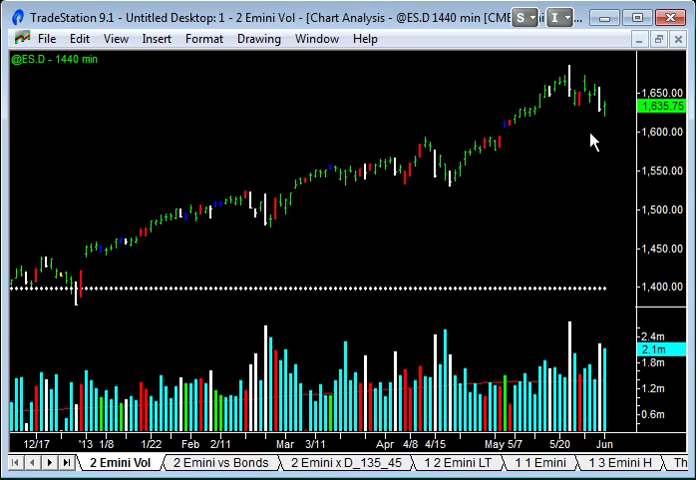 TradeStation 9.1 - Untitled Desktop: 1 - 2 Emini Vol - [Chart Analysis - @ES.D 1440 min [CME
S
I
File Edit View Insert Format Drawing Window Help
@ES.D - 1440 min
1,650.00
1,635.75
1,600.00
1,550.00
1,500.00
1,450.00
1,400.00
2.4m
2.1m
1.8m
1.2m
0.6m
12/17 '13 1/8 1/22 Feb 2/11 Mar 3/11 Apr 4/8 4/15 May 5/7 5/20 Jun
2 Emini Vol 2 Emini vs Bonds 2 Emini x D_135_45 1 2 Emini LT 1 1 Emini 1 3 Emini H Th